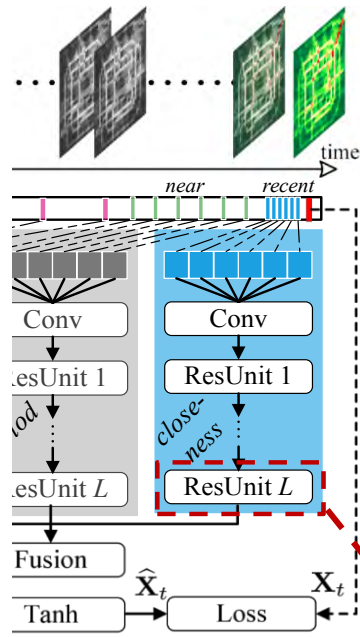 time
near recent
Conv Conv
ResUnit 1 ResUnit 1
close-
ness
ResUnit L ResUnit L
Fusion
X̂t Xt
Tanh Loss